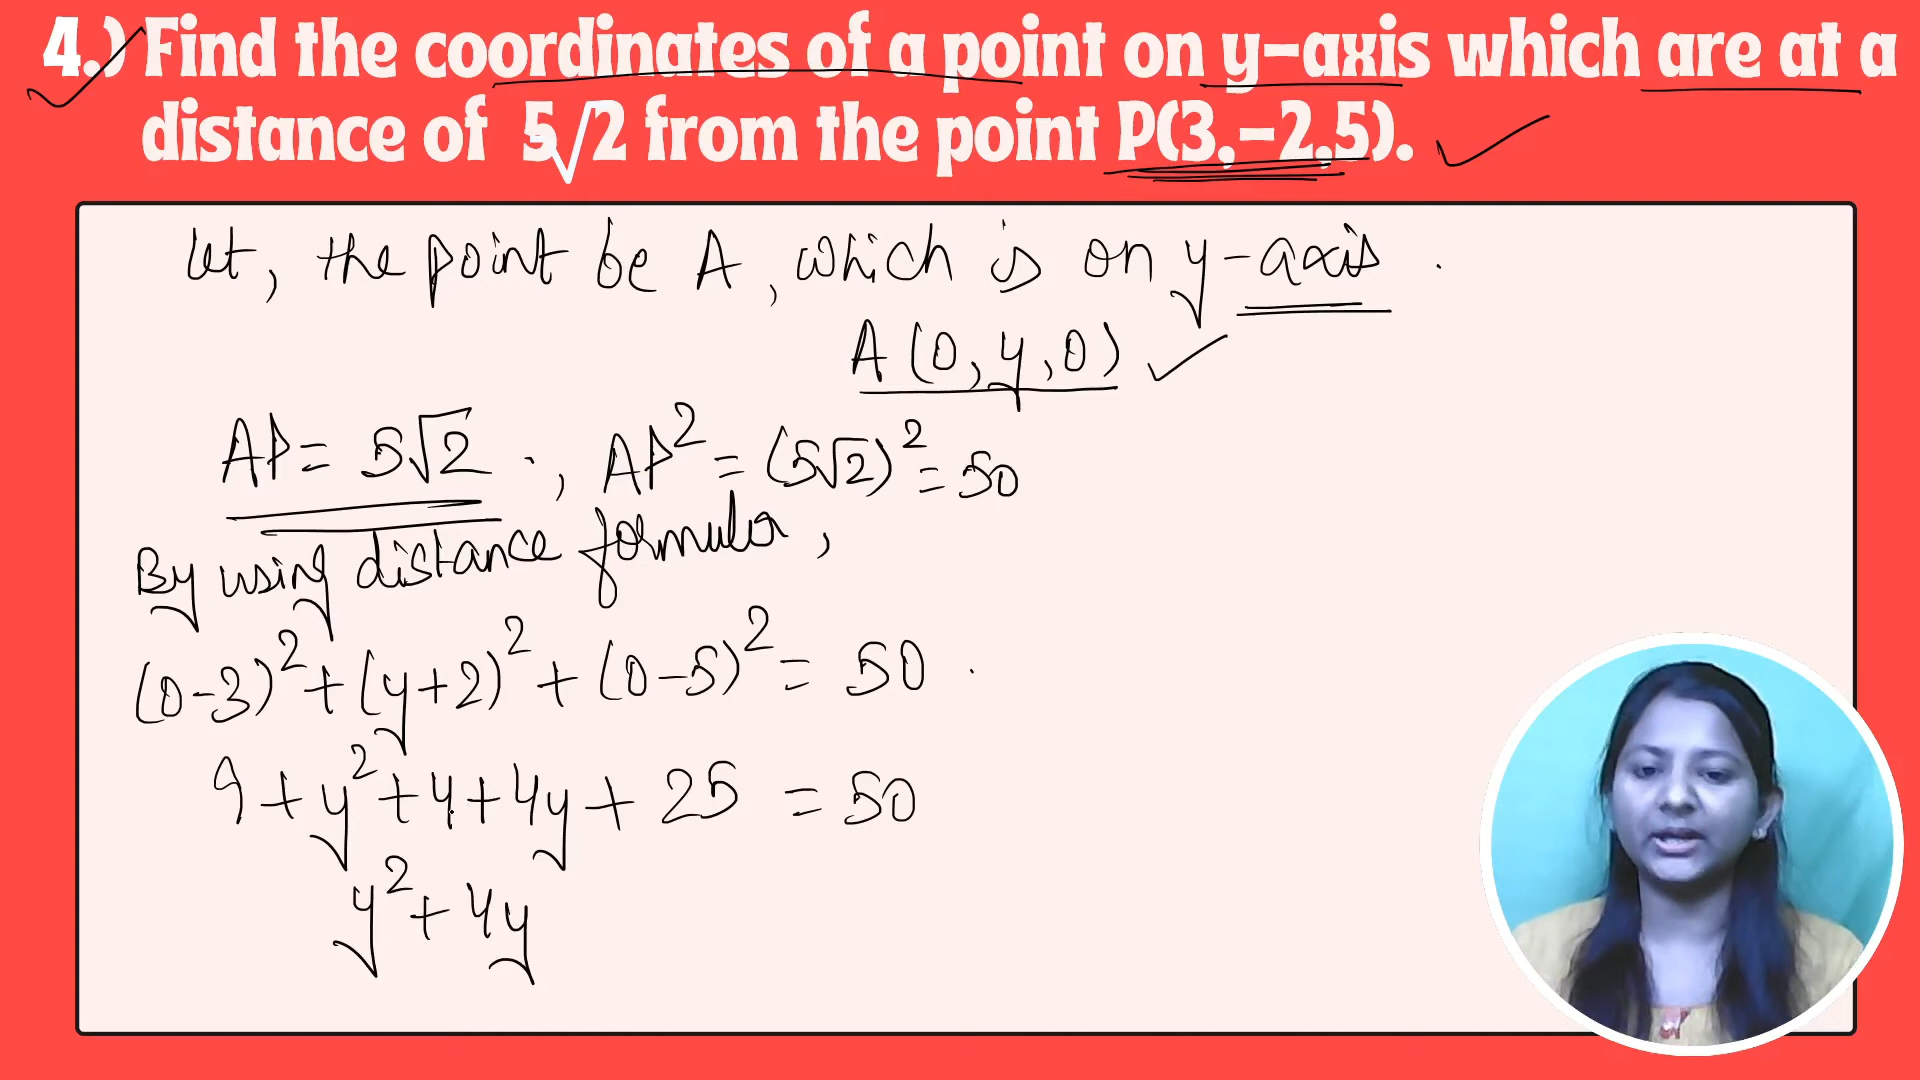 4.) Find the coordinates of a point on y-axis which are at a
distance of 5√2 from the point P(3,-2,5).
Let, the point be A, which is on y-axis.
A(0,y,0)
AP = 5√2., AP² = (5√2)² = 50
By using distance formula,
(0-3)²+(y+2)²+(0-5)² = 50.
9+y²+4+4y+25 = 50
y²+4y